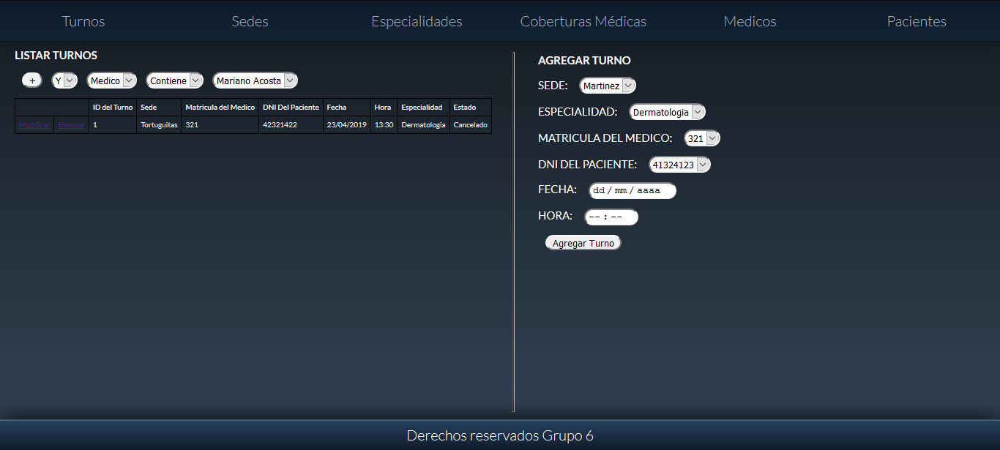 Turnos Sedes Especialidades Coberturas Médicas Medicos Pacientes
LISTAR TURNOS
+ Y Medico Contiene Mariano Acosta
ID del Turno Sede Matricula del Medico DNI Del Paciente Fecha Hora Especialidad Estado
Modificar Eliminar 1 Tortuguitas 321 42321422 23/04/2019 13:30 Dermatologia Cancelado
AGREGAR TURNO
SEDE: Martinez
ESPECIALIDAD: Dermatologia
MATRICULA DEL MEDICO: 321
DNI DEL PACIENTE: 41324123
FECHA: dd / mm / aaaa
HORA: -- : --
Agregar Turno
Derechos reservados Grupo 6